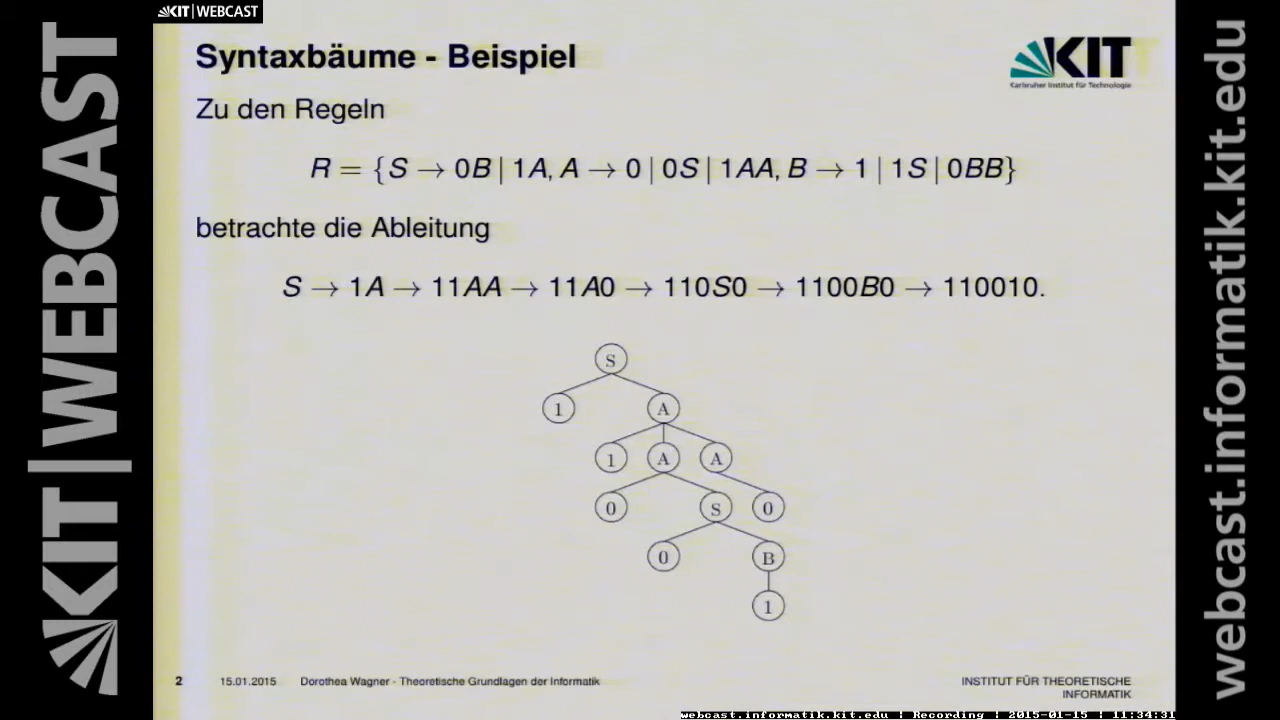 KIT | WEBCAST
KIT | WEBCAST
webcast.informatik.kit.edu
Syntaxbäume - Beispiel
KIT
Karlsruher Institut für Technologie
Zu den Regeln
R = {S → 0B | 1A, A → 0 | 0S | 1AA, B → 1 | 1S | 0BB}
betrachte die Ableitung
S → 1A → 11AA → 11A0 → 110S0 → 1100B0 → 110010.
S
1 A
1 A A
0 S 0
0 B
1
2 15.01.2015 Dorothea Wagner - Theoretische Grundlagen der Informatik
INSTITUT FÜR THEORETISCHE
INFORMATIK
webcast.informatik.kit.edu | Recording | 2015-01-15 | 11:34:31